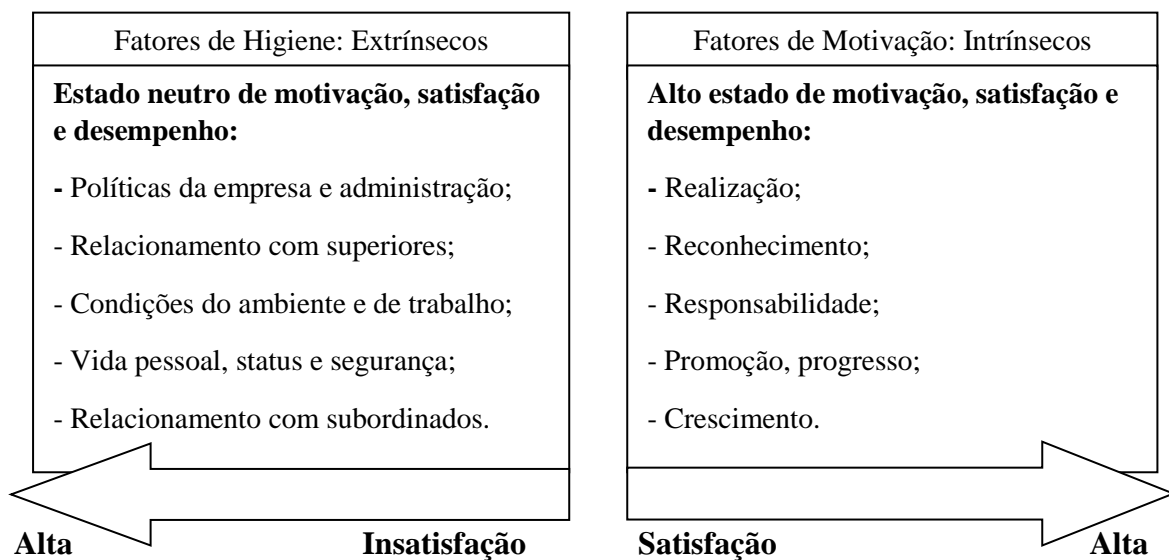 Fatores de Higiene: Extrínsecos
Estado neutro de motivação, satisfação
e desempenho:
- Políticas da empresa e administração;
- Relacionamento com superiores;
- Condições do ambiente e de trabalho;
- Vida pessoal, status e segurança;
- Relacionamento com subordinados.
Alta Insatisfação
Fatores de Motivação: Intrínsecos
Alto estado de motivação, satisfação e
desempenho:
- Realização;
- Reconhecimento;
- Responsabilidade;
- Promoção, progresso;
- Crescimento.
Satisfação Alta